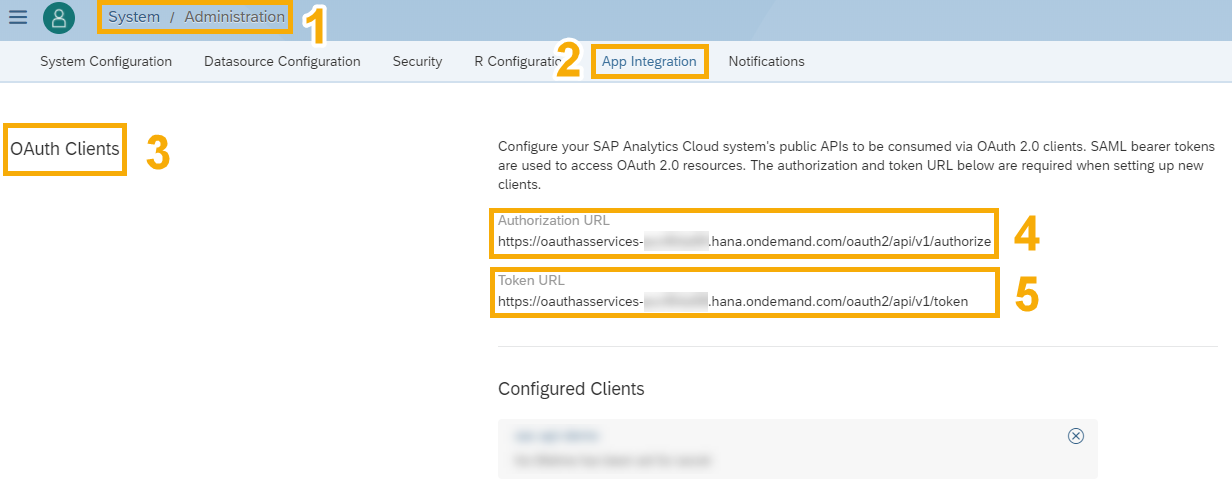 System / Administration
1
System Configuration Datasource Configuration Security R Configuratio 2 App Integration Notifications
OAuth Clients
3
Configure your SAP Analytics Cloud system's public APIs to be consumed via OAuth 2.0 clients. SAML bearer tokens
are used to access OAuth 2.0 resources. The authorization and token URL below are required when setting up new
clients.
Authorization URL
https://oauthasservices- .hana.ondemand.com/oauth2/api/v1/authorize
4
Token URL
https://oauthasservices- .hana.ondemand.com/oauth2/api/v1/token
5
Configured Clients